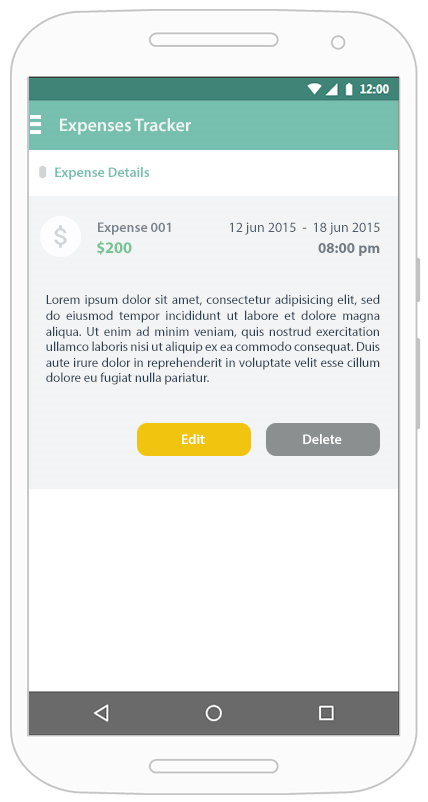 12:00
Expenses Tracker
Expense Details
Expense 001
12 jun 2015 - 18 jun 2015
$
$200
08:00 pm
Lorem ipsum dolor sit amet, consectetur adipisicing elit, sed
do eiusmod tempor incididunt ut labore et dolore magna
aliqua. Ut enim ad minim veniam, quis nostrud exercitation
ullamco laboris nisi ut aliquip ex ea commodo consequat. Duis
aute irure dolor in reprehenderit in voluptate velit esse cillum
dolore eu fugiat nulla pariatur.
Edit
Delete